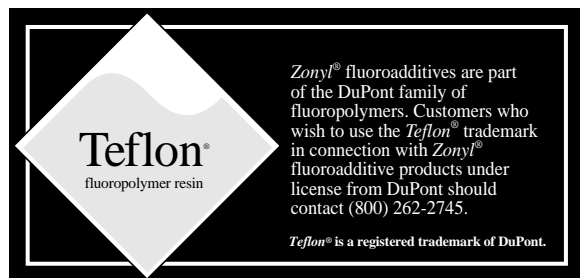 Teflon®
fluoropolymer resin
Zonyl® fluoroadditives are part
of the DuPont family of
fluoropolymers. Customers who
wish to use the Teflon® trademark
in connection with Zonyl®
fluoroadditive products under
license from DuPont should
contact (800) 262-2745.
Teflon® is a registered trademark of DuPont.